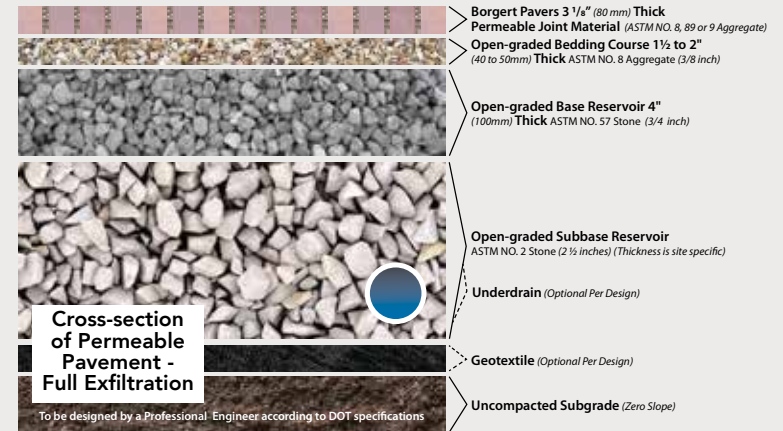 Borgert Pavers 3 ¹/₈" (80 mm) Thick
Permeable Joint Material (ASTM NO. 8, 89 or 9 Aggregate)
Open-graded Bedding Course 1½ to 2"
(40 to 50mm) Thick ASTM NO. 8 Aggregate (3/8 inch)
Open-graded Base Reservoir 4"
(100mm) Thick ASTM NO. 57 Stone (3/4 inch)
Open-graded Subbase Reservoir
ASTM NO. 2 Stone (2 ½ inches) (Thickness is site specific)
Underdrain (Optional Per Design)
Cross-section
of Permeable
Pavement -
Full Exfiltration
Geotextile (Optional Per Design)
Uncompacted Subgrade (Zero Slope)
To be designed by a Professional Engineer according to DOT specifications